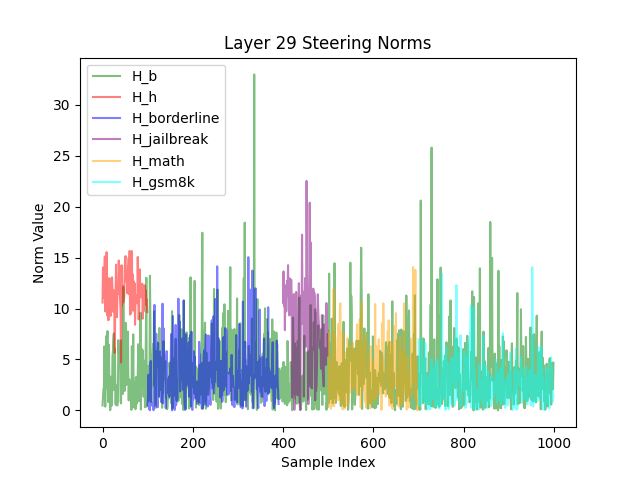 Layer 29 Steering Norms
H_b
H_h
H_borderline
H_jailbreak
H_math
H_gsm8k
Norm Value
30
25
20
15
10
5
0
0 200 400 600 800 1000
Sample Index